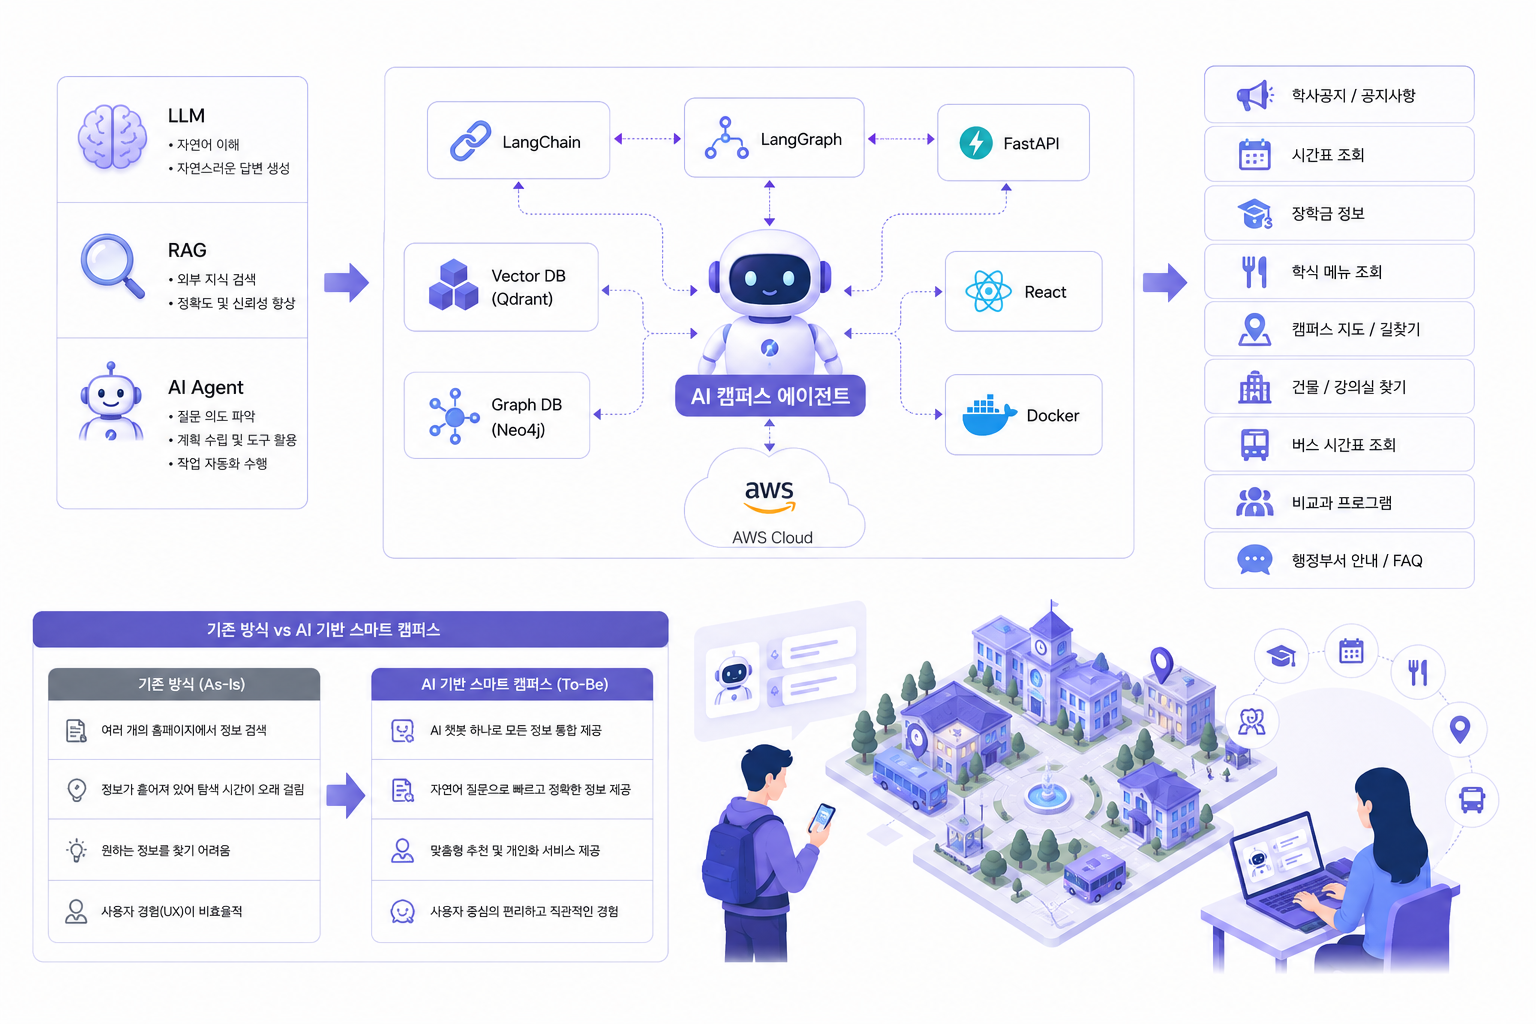 LLM
• 자연어 이해
• 자연스러운 답변 생성
RAG
• 외부 지식 검색
• 정확도 및 신뢰성 향상
AI Agent
• 질문 의도 파악
• 계획 수립 및 도구 활용
• 작업 자동화 수행
LangChain
LangGraph
FastAPI
Vector DB
(Qdrant)
React
Graph DB
(Neo4j)
Docker
AI 캠퍼스 에이전트
aws
AWS Cloud
학사공지 / 공지사항
시간표 조회
장학금 정보
학식 메뉴 조회
캠퍼스 지도 / 길찾기
건물 / 강의실 찾기
버스 시간표 조회
비교과 프로그램
행정부서 안내 / FAQ
기존 방식 vs AI 기반 스마트 캠퍼스
기존 방식 (As-Is)
여러 개의 홈페이지에서 정보 검색
정보가 흩어져 있어 탐색 시간이 오래 걸림
원하는 정보를 찾기 어려움
사용자 경험(UX)이 비효율적
AI 기반 스마트 캠퍼스 (To-Be)
AI 챗봇 하나로 모든 정보 통합 제공
자연어 질문으로 빠르고 정확한 정보 제공
맞춤형 추천 및 개인화 서비스 제공
사용자 중심의 편리하고 직관적인 경험